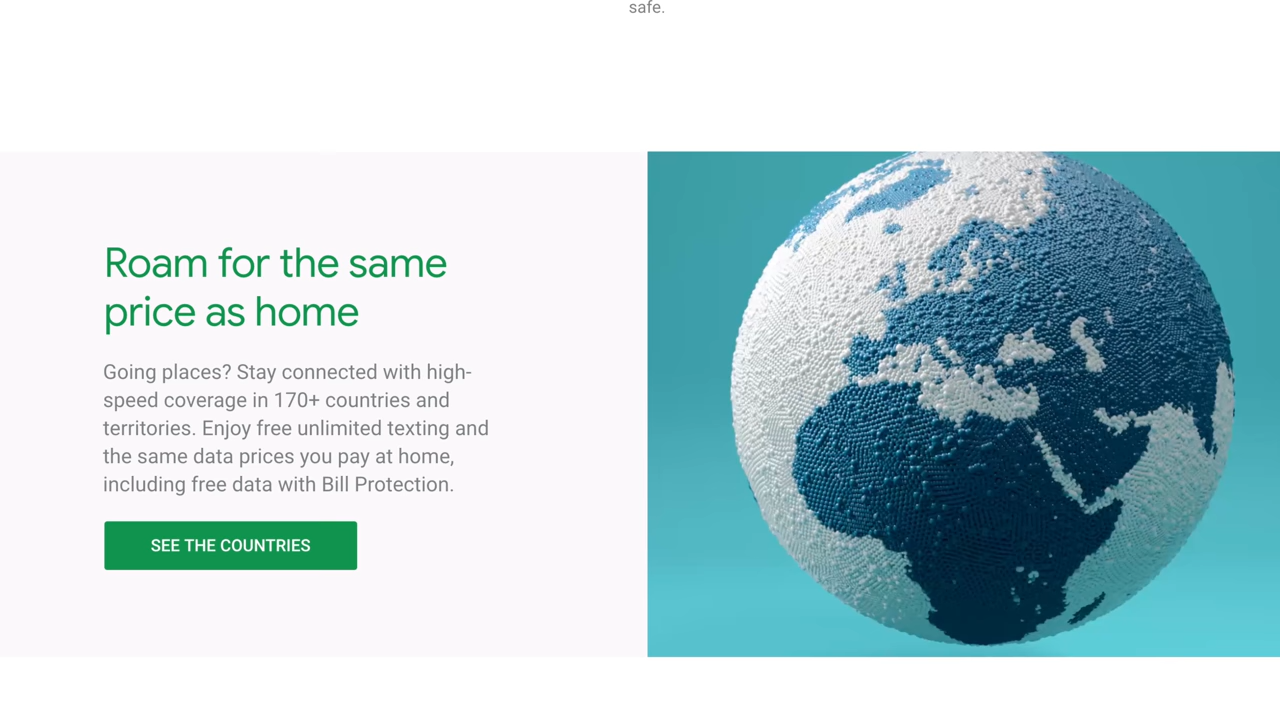 safe.
Roam for the same
price as home
Going places? Stay connected with high-
speed coverage in 170+ countries and
territories. Enjoy free unlimited texting and
the same data prices you pay at home,
including free data with Bill Protection.
SEE THE COUNTRIES